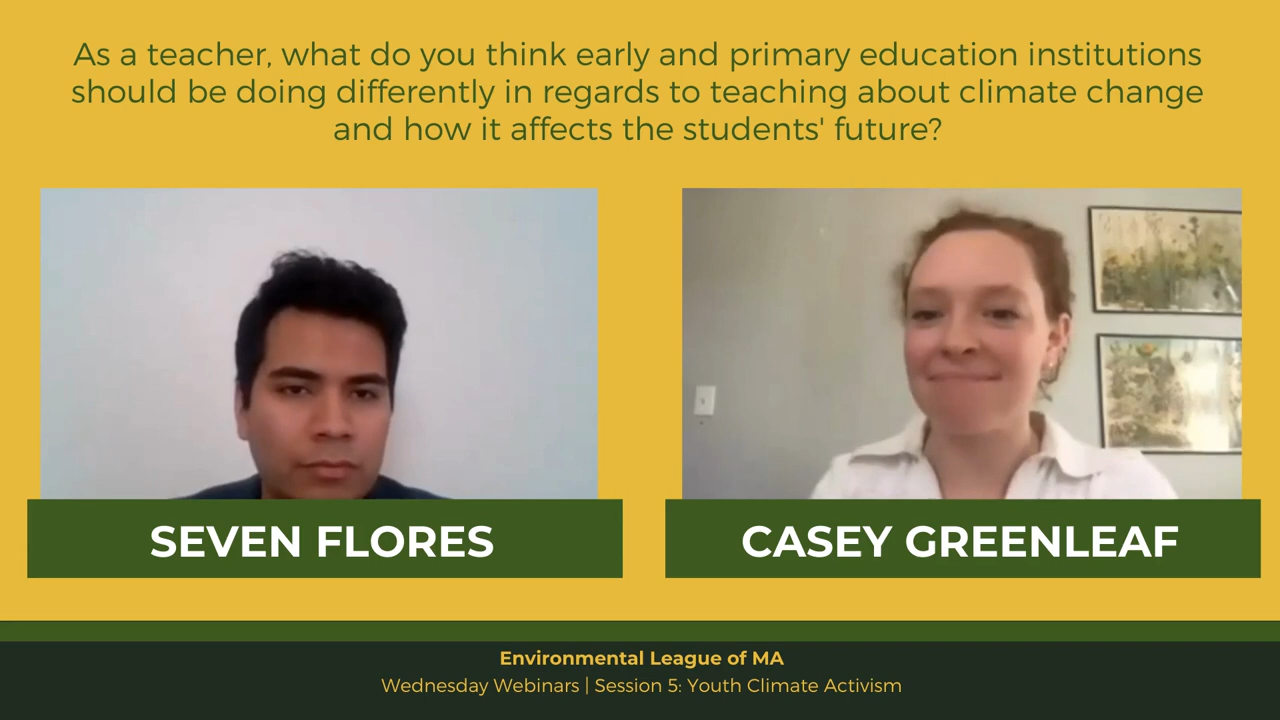 As a teacher, what do you think early and primary education institutions
should be doing differently in regards to teaching about climate change
and how it affects the students' future?
SEVEN FLORES
CASEY GREENLEAF
Environmental League of MA
Wednesday Webinars | Session 5: Youth Climate Activism